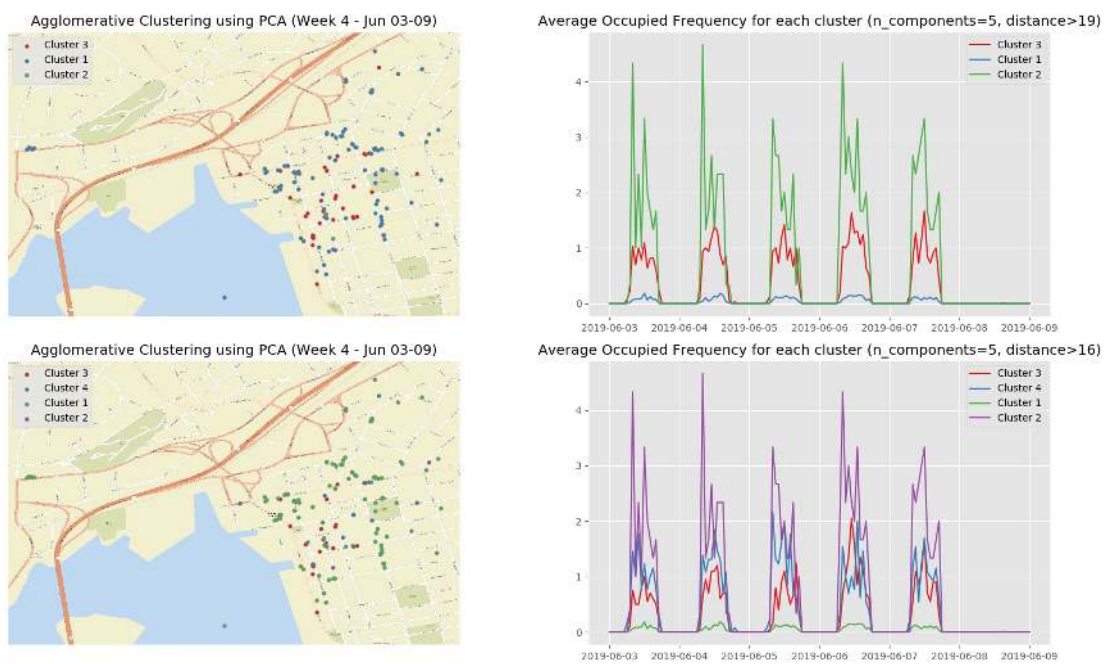 Agglomerative Clustering using PCA (Week 4 - Jun 03-09)
Cluster 3
Cluster 1
Cluster 2
Average Occupied Frequency for each cluster (n_components=5, distance>19)
Cluster 3
Cluster 1
Cluster 2
4
3
2
1
0
2019-06-03 2019-06-04 2019-06-05 2019-06-06 2019-06-07 2019-06-08 2019-06-09
Agglomerative Clustering using PCA (Week 4 - Jun 03-09)
Cluster 3
Cluster 4
Cluster 1
Cluster 2
Average Occupied Frequency for each cluster (n_components=5, distance>16)
Cluster 3
Cluster 4
Cluster 1
Cluster 2
4
3
2
1
0
2019-06-03 2019-06-04 2019-06-05 2019-06-06 2019-06-07 2019-06-08 2019-06-09